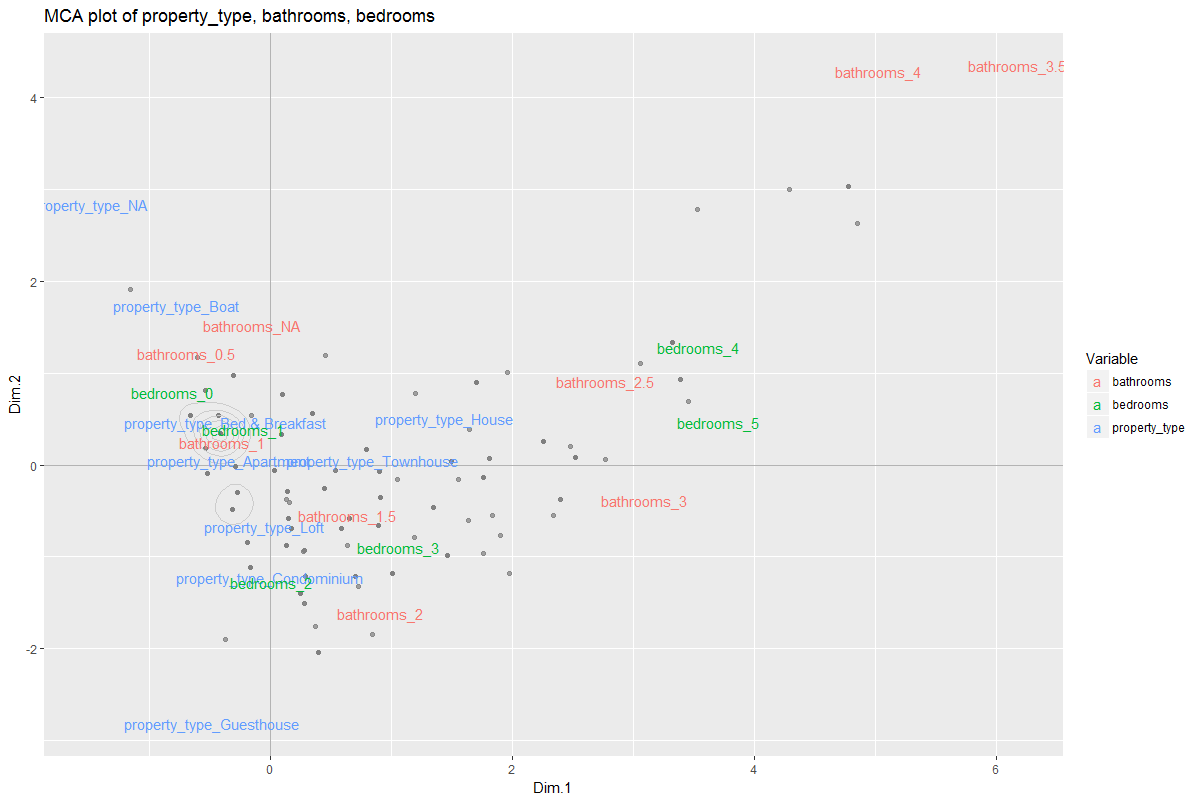 MCA plot of property_type, bathrooms, bedrooms
bathrooms_3.5
bathrooms_4
4
roperty_type_NA
2
property_type_Boat
bathrooms_NA
bedrooms_4
bathrooms_0.5
Variable
bathrooms_2.5
a bathrooms
bedrooms_0
Dim.2
a bedrooms
property_type_House
property_type_Bed & Breakfast
bedrooms_5
a property_type
bedrooms_1
bathrooms_1
property_type_Apartment
property_type_Townhouse
0
bathrooms_3
bathrooms_1.5
property_type_Loft
bedrooms_3
property_type_Condominium
bedrooms_2
bathrooms_2
-2
property_type_Guesthouse
0 2 4 6
Dim.1